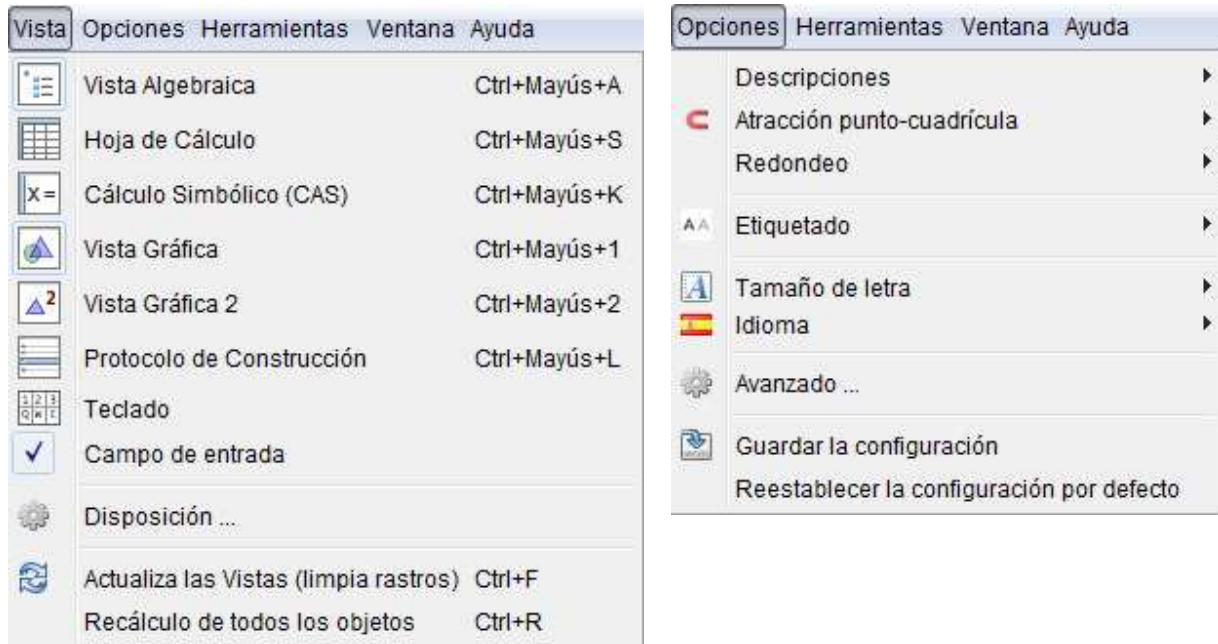 Vista Opciones Herramientas Ventana Ayuda
Vista Algebraica Ctrl+Mayús+A
Hoja de Cálculo Ctrl+Mayús+S
Cálculo Simbólico (CAS) Ctrl+Mayús+K
Vista Gráfica Ctrl+Mayús+1
Vista Gráfica 2 Ctrl+Mayús+2
Protocolo de Construcción Ctrl+Mayús+L
Teclado
Campo de entrada
Disposición ...
Actualiza las Vistas (limpia rastros) Ctrl+F
Recálculo de todos los objetos Ctrl+R
Opciones Herramientas Ventana Ayuda
Descripciones
Atracción punto-cuadrícula
Redondeo
AA Etiquetado
A Tamaño de letra
Idioma
Avanzado ...
Guardar la configuración
Reestablecer la configuración por defecto